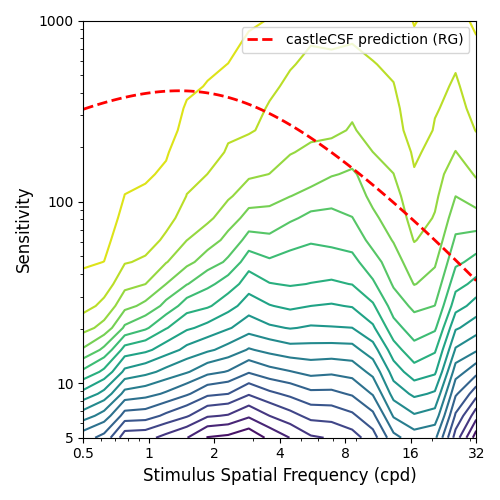 1000
castleCSF prediction (RG)
100
10
5
Sensitivity
0.5 1 2 4 8 16 32
Stimulus Spatial Frequency (cpd)